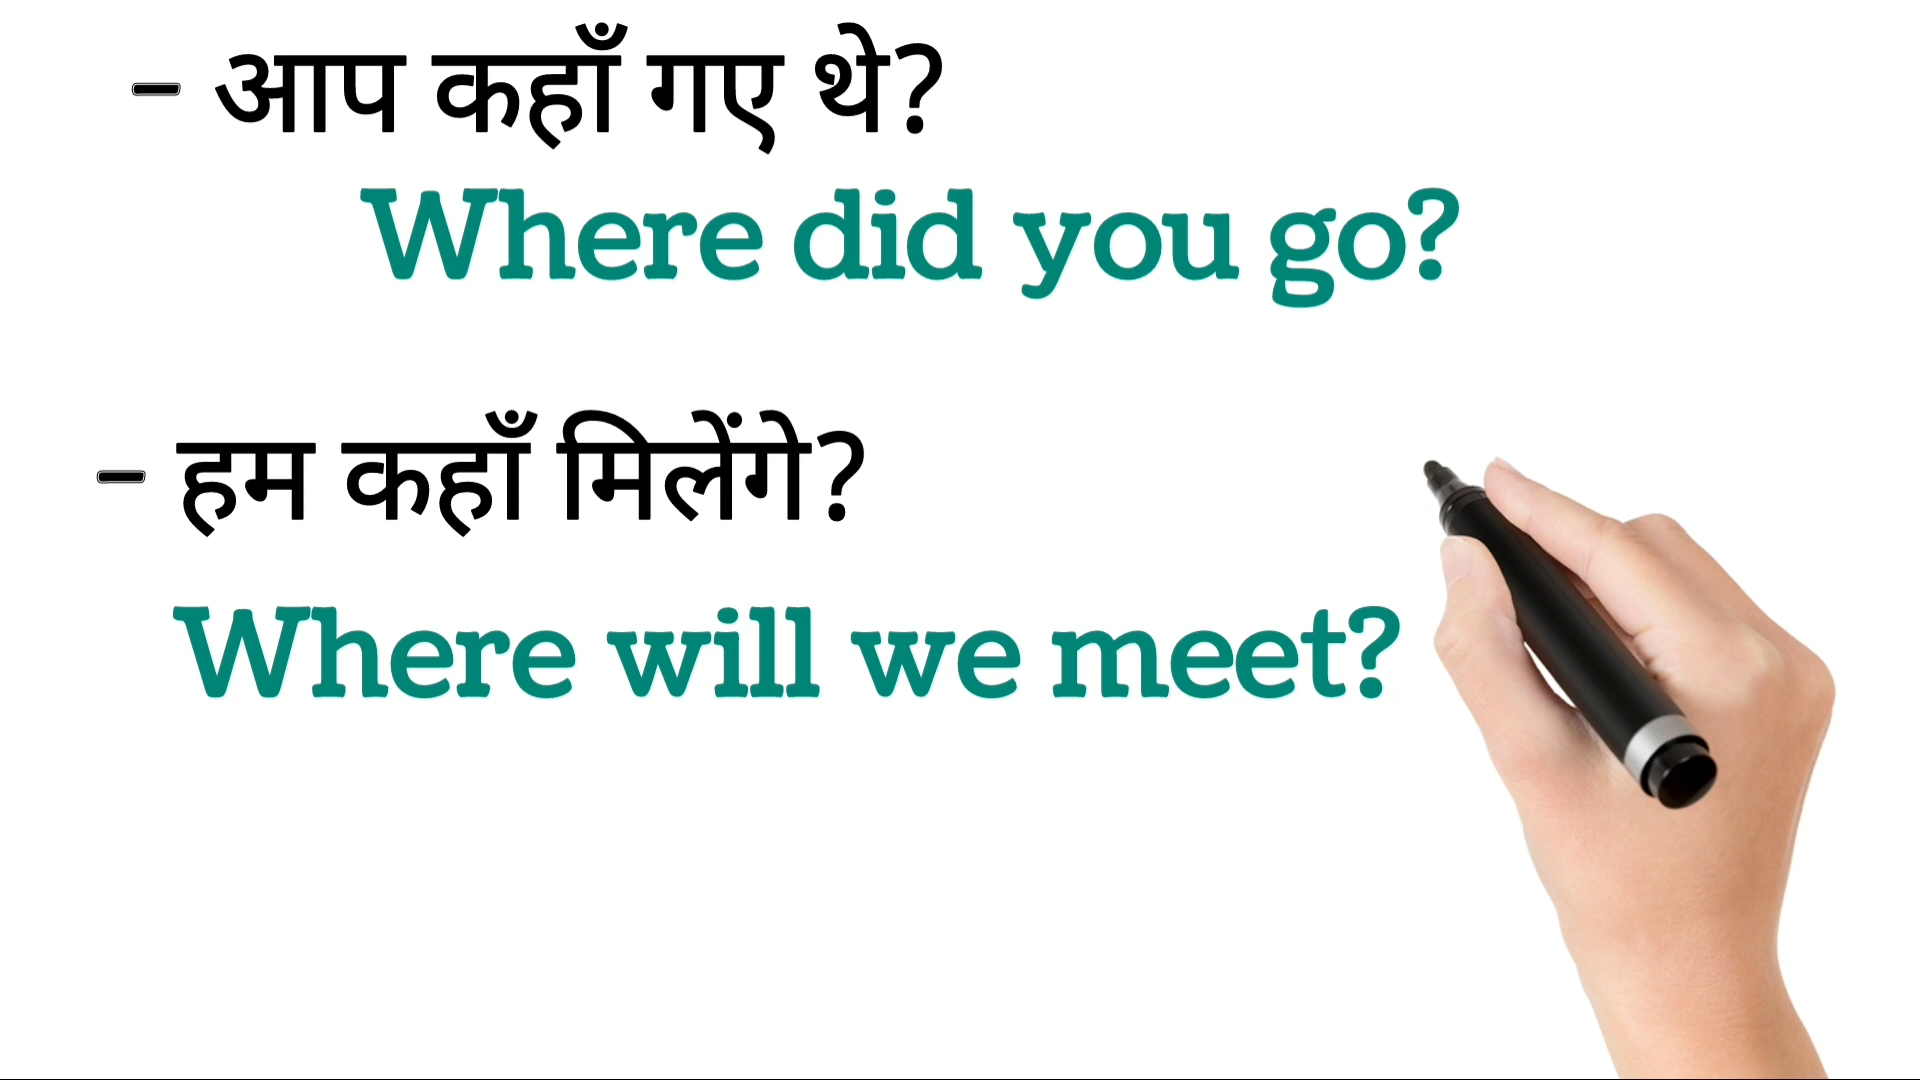 - आप कहाँ गए थे?
Where did you go?
- हम कहाँ मिलेंगे?
Where will we meet?